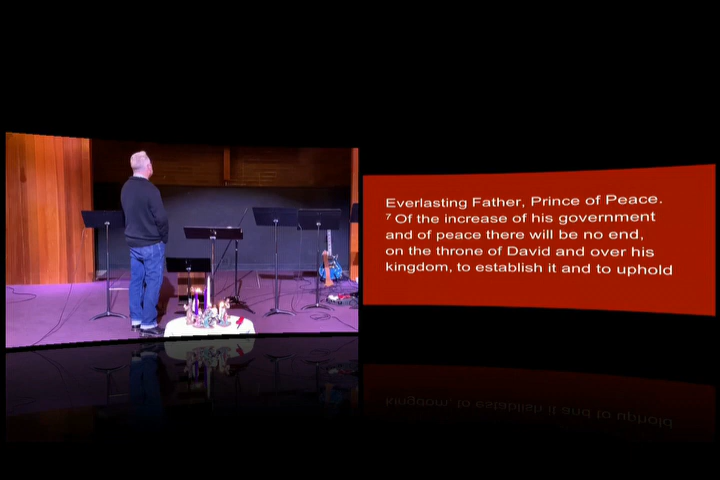 Everlasting Father, Prince of Peace.
7 Of the increase of his government
and of peace there will be no end,
on the throne of David and over his
kingdom, to establish it and to uphold